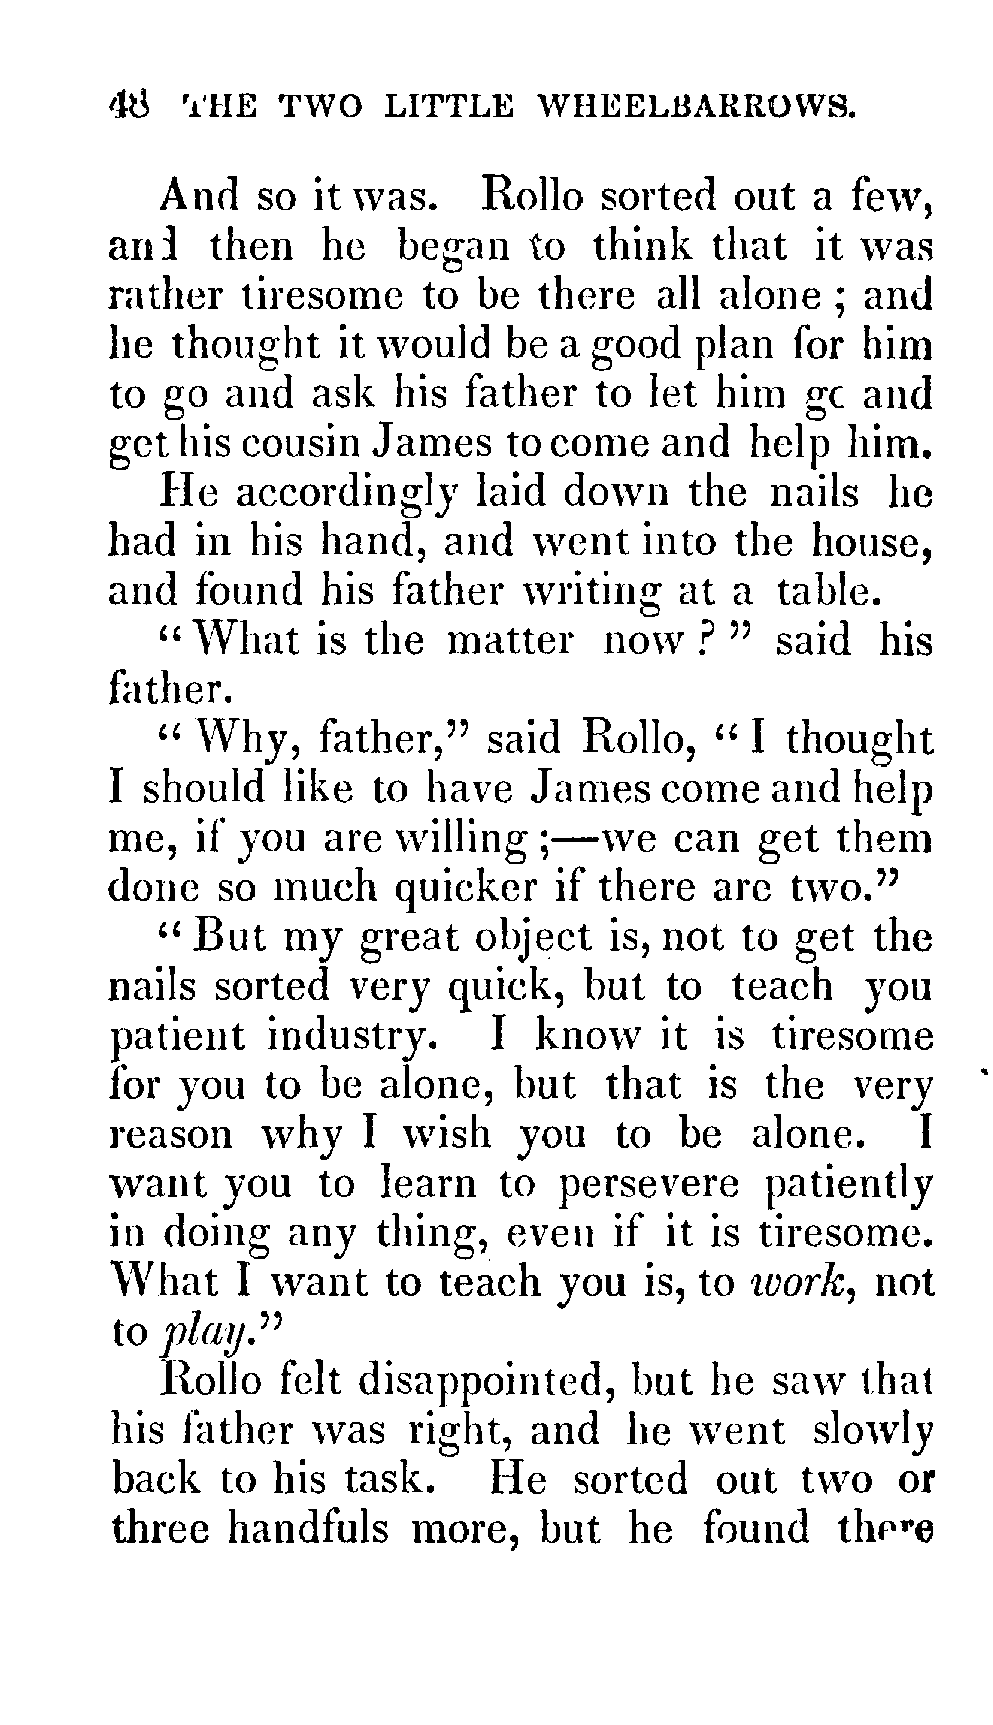 48 THE TWO LITTLE WHEELBARROWS.
And so it was. Rollo sorted out a few,
and then he began to think that it was
rather tiresome to be there all alone ; and
he thought it would be a good plan for him
to go and ask his father to let him go and
get his cousin James to come and help him.
He accordingly laid down the nails he
had in his hand, and went into the house,
and found his father writing at a table.
“ What is the matter now ? ” said his
father.
“ Why, father,” said Rollo, “ I thought
I should like to have James come and help
me, if you are willing ;—we can get them
done so much quicker if there are two.”
“ But my great object is, not to get the
nails sorted very quick, but to teach you
patient industry. I know it is tiresome
for you to be alone, but that is the very
reason why I wish you to be alone. I
want you to learn to persevere patiently
in doing any thing, even if it is tiresome.
What I want to teach you is, to work, not
to play.”
Rollo felt disappointed, but he saw that
his father was right, and he went slowly
back to his task. He sorted out two or
three handfuls more, but he found there